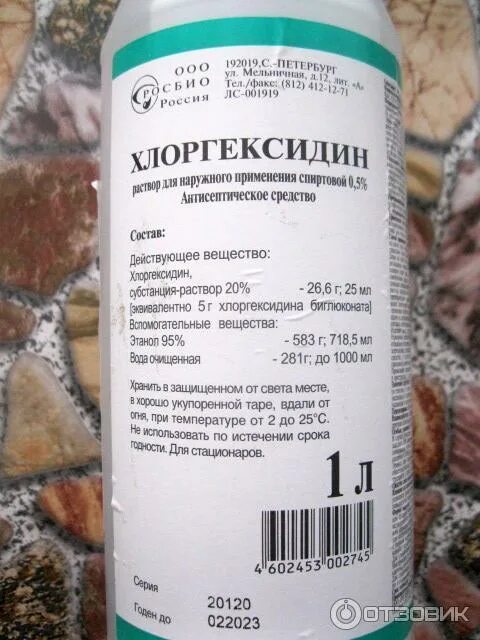 ООО
РОСБИО
Россия
192019,С.-ПЕТЕРБУРГ
ул. Мельничная, д.12, лит. "А"
Тел./факс: (812) 412-12-71
ЛС-001919
ХЛОРГЕКСИДИН
раствор для наружного применения спиртовой 0,5%
Антисептическое средство
Состав:
Действующее вещество:
Хлоргексидин,
субстанция-раствор 20% - 26,6 г; 25 мл
[эквивалентно 5 г хлоргексидина биглюконата]
Вспомогательные вещества:
Этанол 95% - 583 г; 718,5 мл
Вода очищенная - 281г; до 1000 мл
Хранить в защищенном от света месте,
в хорошо укупоренной таре, вдали от
огня, при температуре от 2 до 25°С.
Не использовать по истечении срока
годности. Для стационаров.
1 л
4602453002745
Серия 20120
Годен до 022023
ОТЗОВИК